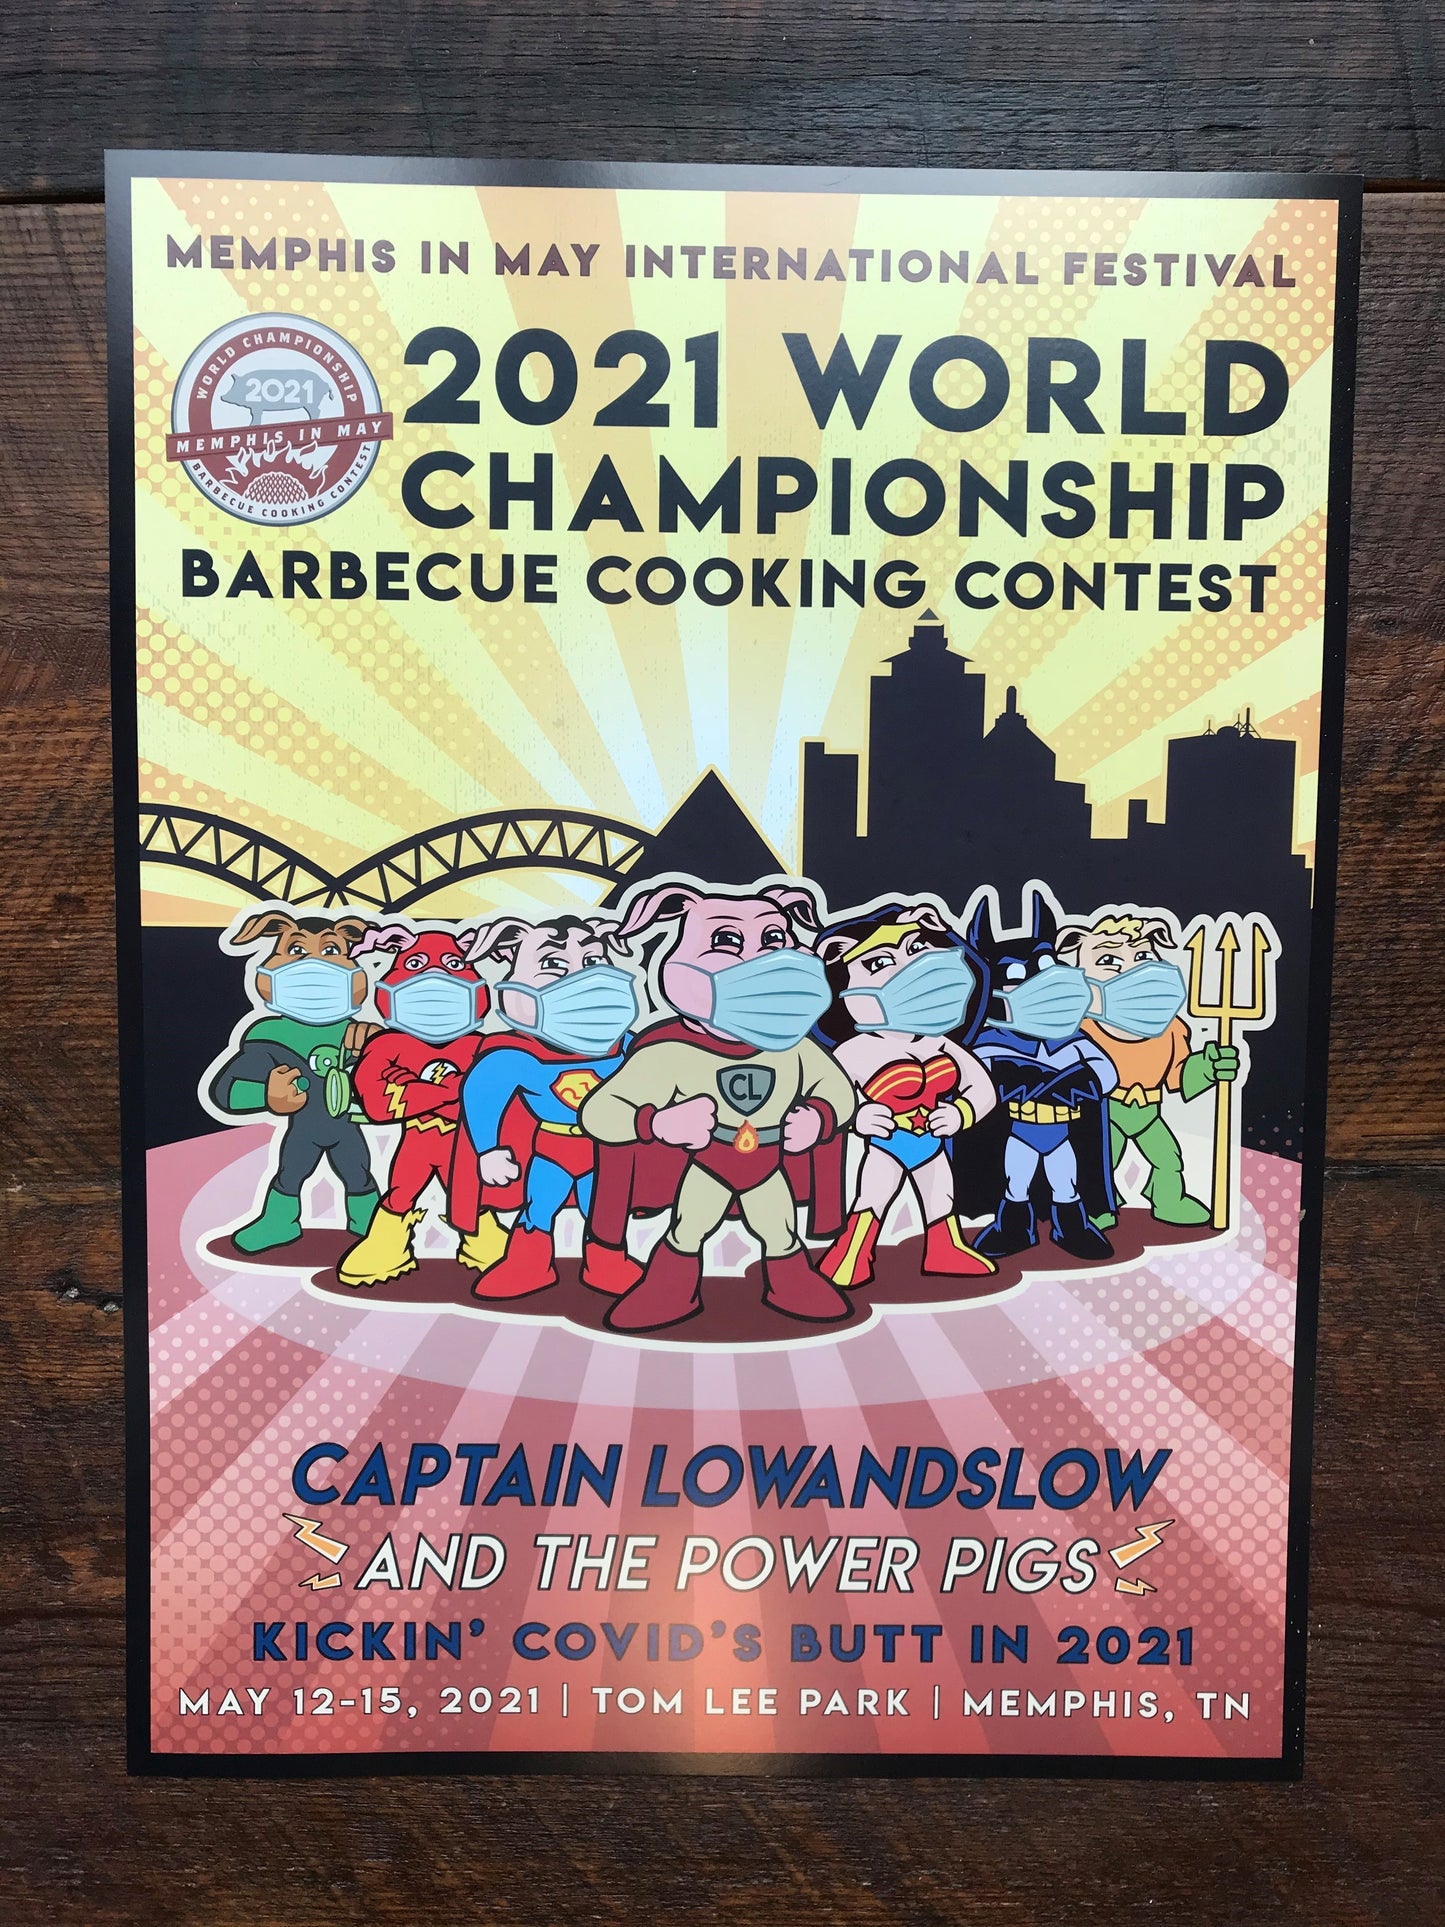 MEMPHIS IN MAY INTERNATIONAL FESTIVAL
WORLD CHAMPIONSHIP
2021
MEMPHIS IN MAY
BARBECUE COOKING CONTEST
2021 WORLD
CHAMPIONSHIP
BARBECUE COOKING CONTEST
21
CL
CAPTAIN LOWANDSLOW
AND THE POWER PIGS
KICKIN' COVID'S BUTT IN 2021
MAY 12-15, 2021 | TOM LEE PARK | MEMPHIS, TN